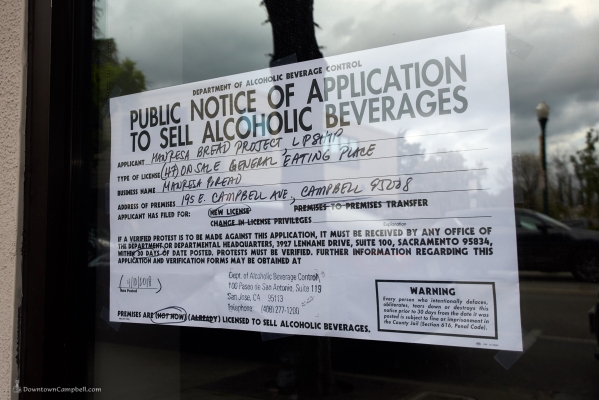 DEPARTMENT OF ALCOHOLIC BEVERAGE CONTROL
PUBLIC NOTICE OF APPLICATION
TO SELL ALCOHOLIC BEVERAGES
APPLICANT MANRESA BREAD PROJECT,
TYPE OF LICENSE (47) ON SALE GENERAL EATING PLACE
BUSINESS NAME MANRESA BREAD
ADDRESS OF PREMISES 195 E. CAMPBELL AVE, CAMPBELL 95008
APPLICANT HAS FILED FOR: NEW LICENSE PREMISES TO PREMISES TRANSFER
CHANGE IN LICENSE PRIVILEGES
Explanation
IF A VERIFIED PROTEST IS TO BE MADE AGAINST THIS APPLICATION, IT MUST BE RECEIVED BY ANY OFFICE OF
THE DEPARTMENT OR DEPARTMENTAL HEADQUARTERS, 3927 LENNANE DRIVE, SUITE 100, SACRAMENTO 95834,
WITHIN 30 DAYS OF DATE POSTED. PROTESTS MUST BE VERIFIED. FURTHER INFORMATION REGARDING THIS
APPLICATION AND VERIFICATION FORMS MAY BE OBTAINED AT
Date Posted
Dept. of Alcoholic Beverage Control
100 Paseo de San Antonio, Suite 119
San Jose, CA 95113
Telephone: (408) 277-1200
PREMISES ARE (NOT NOW) (ALREADY) LICENSED TO SELL ALCOHOLIC BEVERAGES.
WARNING
Every person who intentionally defaces,
obliterates, tears down or destroys this
notice prior to 30 days from the date it was
posted is subject to fine or imprisonment in
the County Jail (Section 616, Penal Code).
DowntownCampbell.com